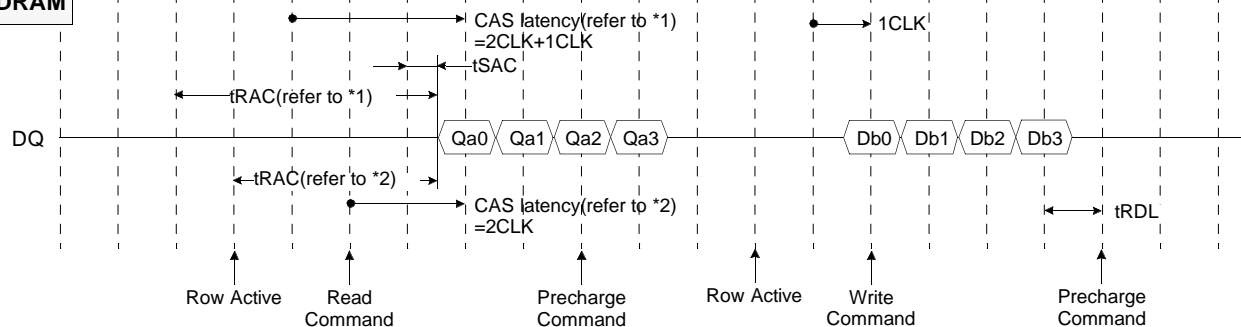 DRAM
CAS latency(refer to *1)
=2CLK+1CLK
1CLK
tSAC
tRAC(refer to *1)
DQ
Qa0 Qa1 Qa2 Qa3
Db0 Db1 Db2 Db3
tRAC(refer to *2)
CAS latency(refer to *2)
=2CLK
tRDL
Row Active
Read
Command
Precharge
Command
Row Active
Write
Command
Precharge
Command